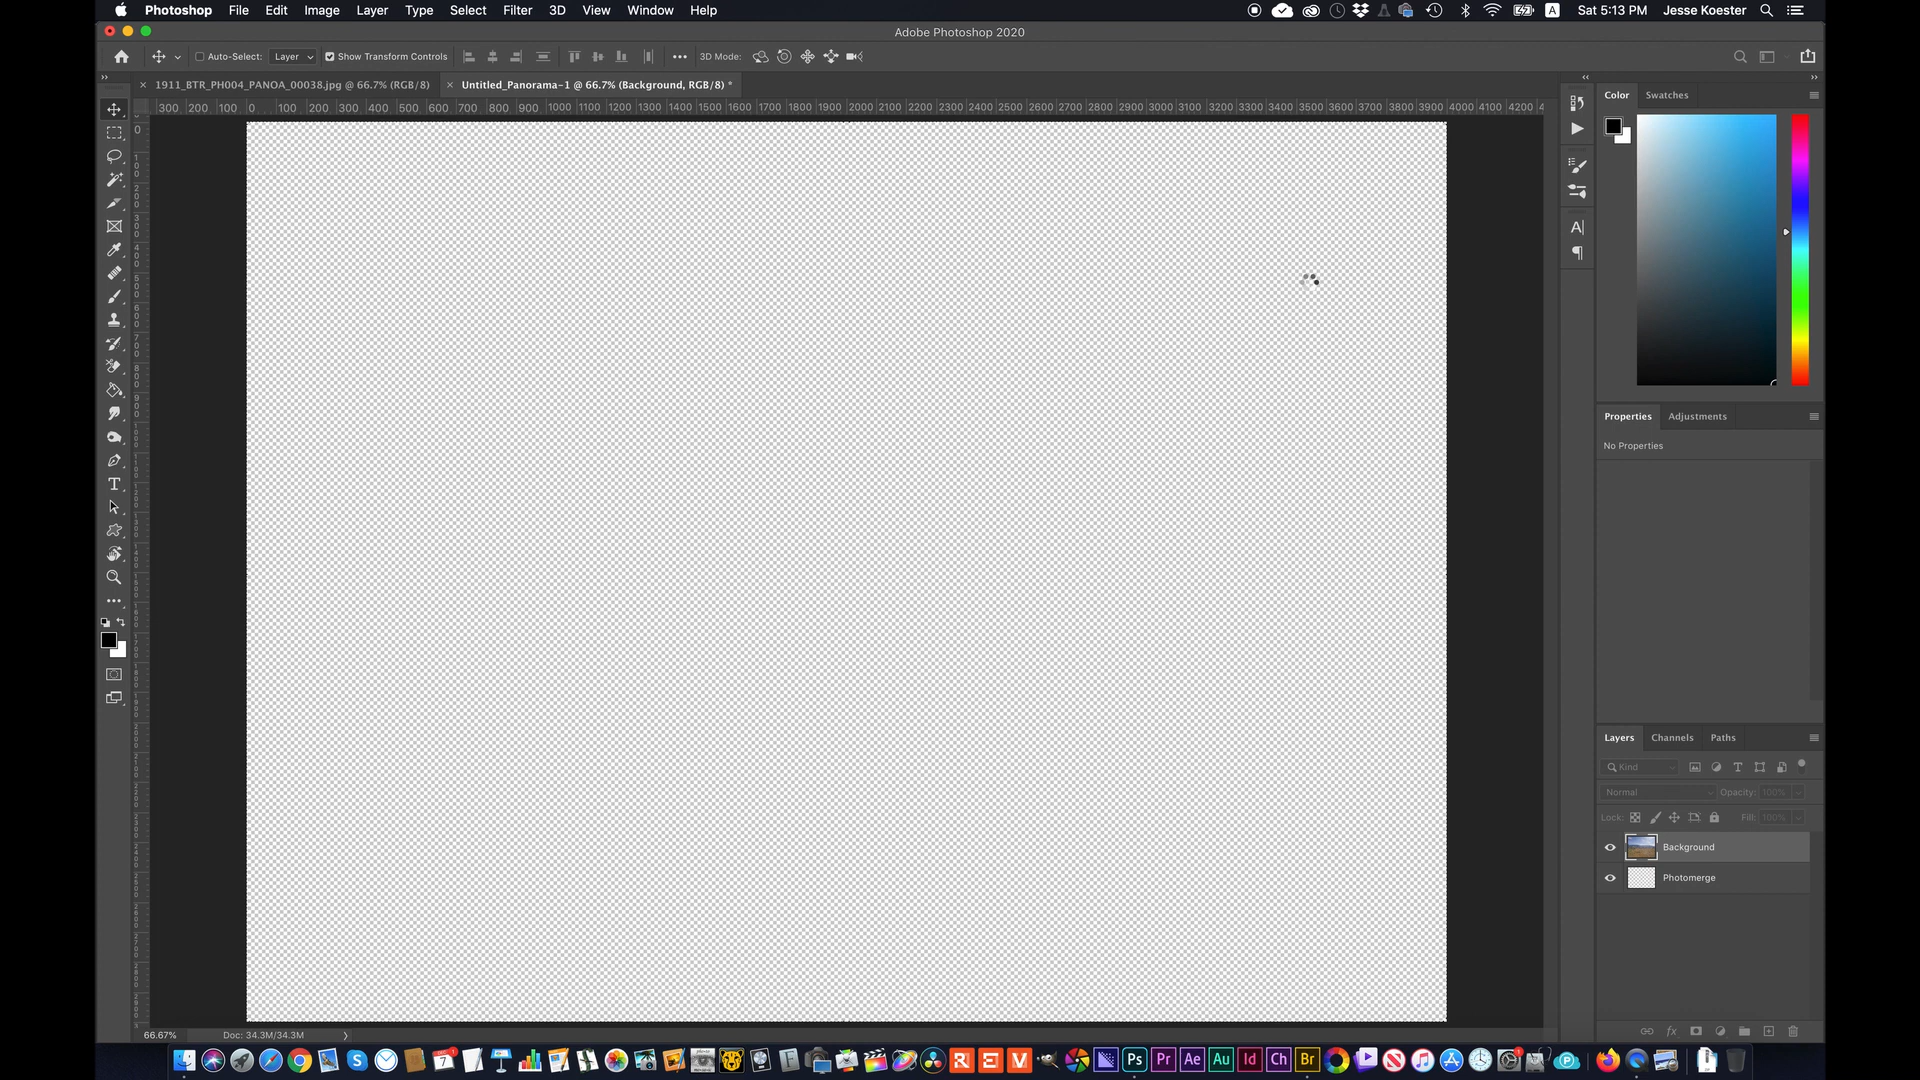 Photoshop File Edit Image Layer Type Select Filter 3D View Window Help
A Sat 5:13 PM Jesse Koester
Adobe Photoshop 2020
Auto-Select: Layer Show Transform Controls 3D Mode:
1911_BTR_PH004_PANOA_00038.jpg @ 66.7% (RGB/8) Untitled_Panorama-1 @ 66.7% (Background, RGB/8) *
300 200 100 0 100 200 300 400 500 600 700 800 900 1000 1100 1200 1300 1400 1500 1600 1700 1800 1900 2000 2100 2200 2300 2400 2500 2600 2700 2800 2900 3000 3100 3200 3300 3400 3500 3600 3700 3800 3900 4000 4100 4200 4
Color Swatches
Properties Adjustments
No Properties
Layers Channels Paths
Kind
Normal Opacity: 100%
Lock: Fill: 100%
Background
Photomerge
66.67% Doc: 34.3M/34.3M
fx
7 Ps Pr Ae Au Id Ch Br